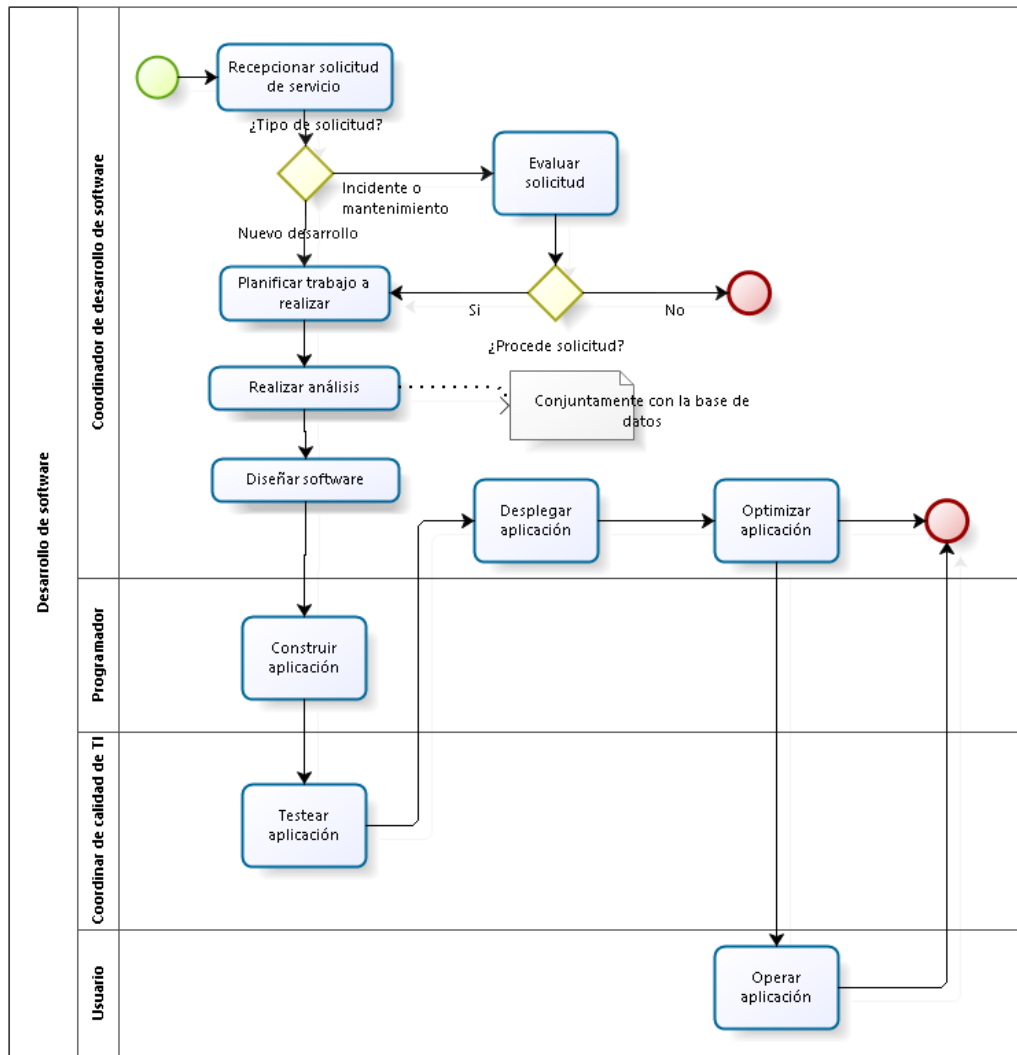 Desarrollo de software
Coordinador de desarrollo de software
Recepcionar solicitud
de servicio
¿Tipo de solicitud?
Evaluar
solicitud
Incidente o
mantenimiento
Nuevo desarrollo
Planificar trabajo a
realizar
Si
No
¿Procede solicitud?
Realizar análisis
Conjuntamente con la base de
datos
Diseñar software
Desplegar
aplicación
Optimizar
aplicación
Programador
Construir
aplicación
Coordinar de calidad de TI
Testear
aplicación
Usuario
Operar
aplicación